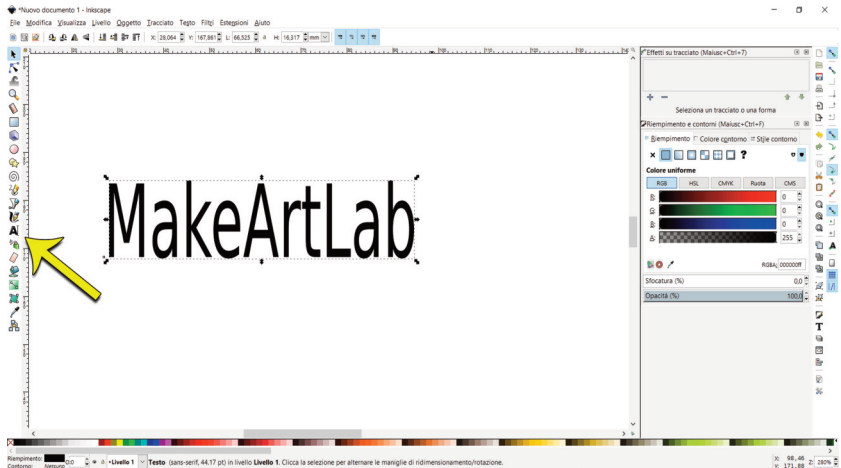 *Nuovo documento 1 - Inkscape
File Modifica Visualizza Livello Oggetto Tracciato Testo Filtri Estensioni Aiuto
X: 28,064 Y: 167,861 L: 66,525 H: 16,317 mm
MakeArtLab
A
Effetti su tracciato (Maiusc+Ctrl+7)
Seleziona un tracciato o una forma
Riempimento e contorni (Maiusc+Ctrl+F)
Riempimento Colore contorno Stile contorno
?
Colore uniforme
RGB HSL CMYK Ruota CMS
R: 0
G: 0
B: 0
A: 255
RGBA: 000000ff
Sfocatura (%) 0,0
Opacità (%) 100,0
Riempimento: O: 0 •Livello 1 Testo (sans-serif, 44.17 pt) in livello Livello 1. Clicca la selezione per alternare le maniglie di ridimensionamento/rotazione.
Contorno: Nessuno
X: 98,46
Y: 171,88
Z: 280%